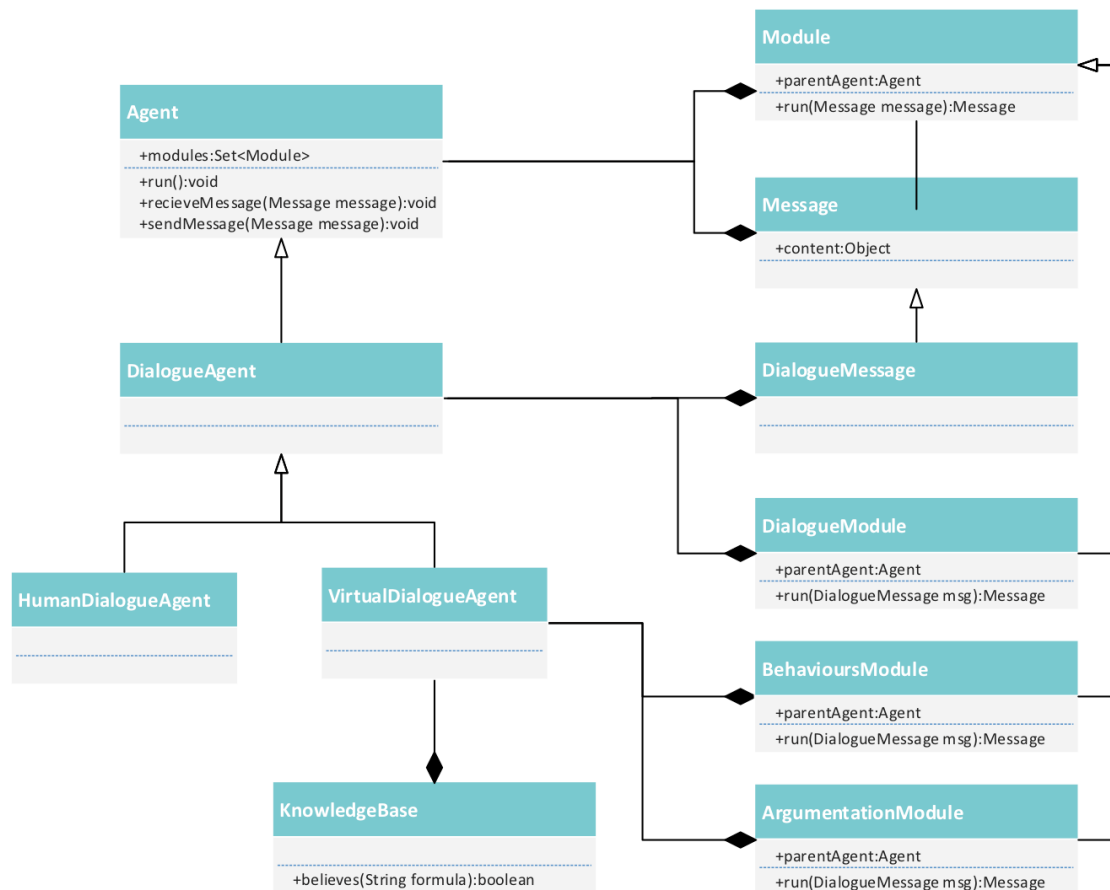 Module
+parentAgent:Agent
+run(Message message):Message
Agent
+modules:Set<Module>
+run():void
+recieveMessage(Message message):void
+sendMessage(Message message):void
Message
+content:Object
DialogueAgent
DialogueMessage
DialogueModule
+parentAgent:Agent
+run(DialogueMessage msg):Message
HumanDialogueAgent
VirtualDialogueAgent
BehavioursModule
+parentAgent:Agent
+run(DialogueMessage msg):Message
KnowledgeBase
+believes(String formula):boolean
ArgumentationModule
+parentAgent:Agent
+run(DialogueMessage msg):Message